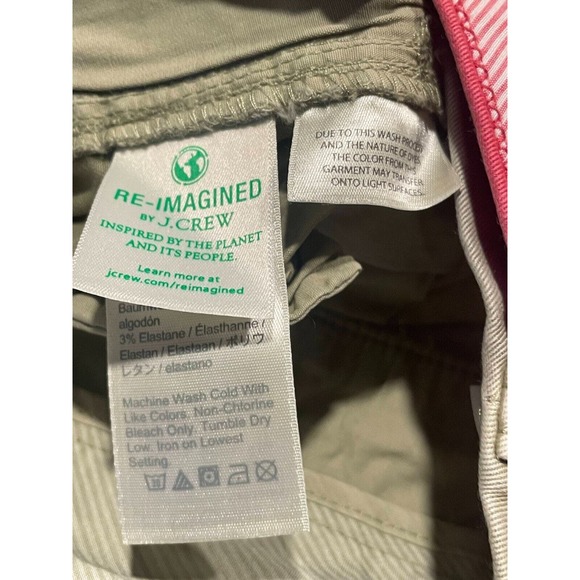 RE-IMAGINED
BY J.CREW
INSPIRED BY THE PLANET
AND ITS PEOPLE.
Learn more at
jcrew.com/reimagined
algodón
3% Elastane / Élasthanne /
Elastan / Elastaan / ポリウ
レタン / elastano
Machine Wash Cold With
Like Colors. Non-Chlorine
Bleach Only. Tumble Dry
Low. Iron on Lowest
Setting.
DUE TO THIS WASH PROCESS
AND THE NATURE OF DYES,
THE COLOR FROM THIS
GARMENT MAY TRANSFER
ONTO LIGHT SURFACES.